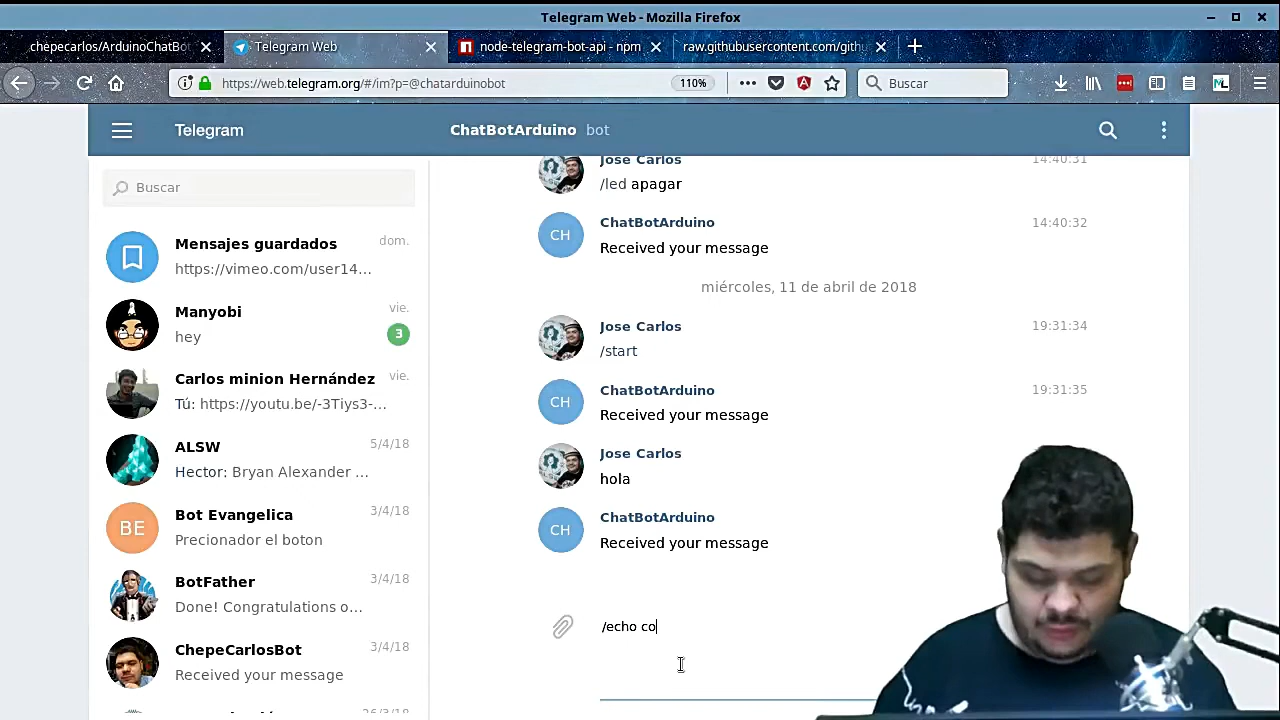 Telegram Web - Mozilla Firefox
chepecarlos/ArduinoChatBo
Telegram Web
node-telegram-bot-api - npm
raw.githubusercontent.com/gith
https://web.telegram.org/#/im?p=@chatarduinobot
110%
Buscar
Telegram
ChatBotArduino bot
Buscar
Mensajes guardados
dom.
https://vimeo.com/user14...
Manyobi
vie.
hey
3
Carlos minion Hernández
vie.
Tú: https://youtu.be/-3Tiys3-...
ALSW
5/4/18
Hector: Bryan Alexander ...
BE
Bot Evangelica
3/4/18
Precionador el boton
BotFather
3/4/18
Done! Congratulations o...
ChepeCarlosBot
3/4/18
Received your message
Jose Carlos
14:40:31
/led apagar
CH
ChatBotArduino
14:40:32
Received your message
miércoles, 11 de abril de 2018
Jose Carlos
19:31:34
/start
CH
ChatBotArduino
19:31:35
Received your message
Jose Carlos
hola
CH
ChatBotArduino
Received your message
/echo co